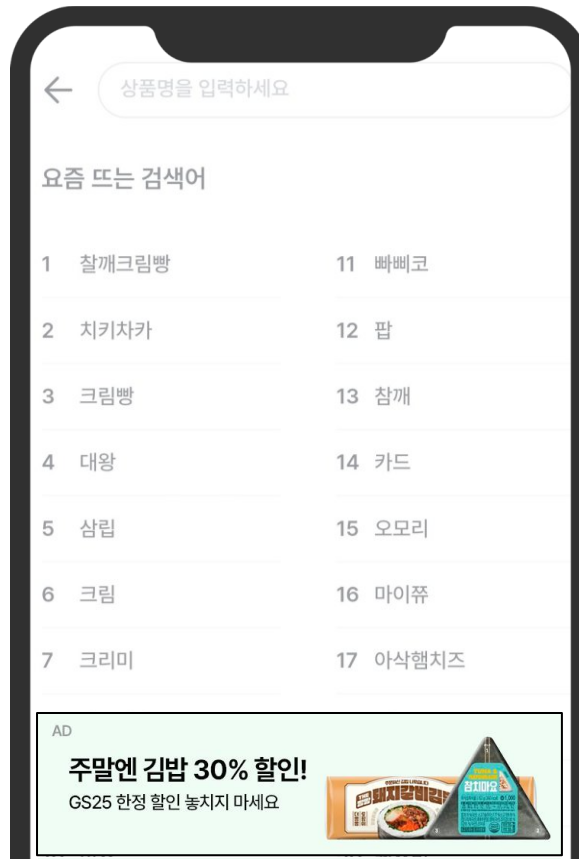 상품명을 입력하세요
요즘 뜨는 검색어
1 찰깨크림빵
2 치키차카
3 크림빵
4 대왕
5 삼립
6 크림
7 크리미
11 빠삐코
12 팝
13 참깨
14 카드
15 오모리
16 마이쮸
17 아삭햄치즈
AD
주말엔 김밥 30% 할인!
GS25 한정 할인 놓치지 마세요
돼지갈비김
참치마요